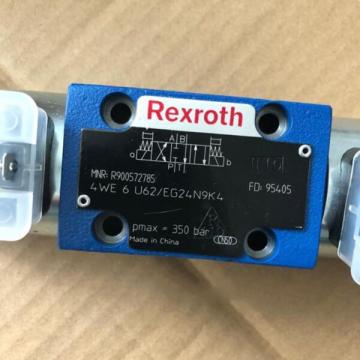 Rexroth
A B
a b
P T
MNR: R900572785
FD: 95405
4WE 6 U62/EG24N9K4
pmax = 350 bar
Made in China